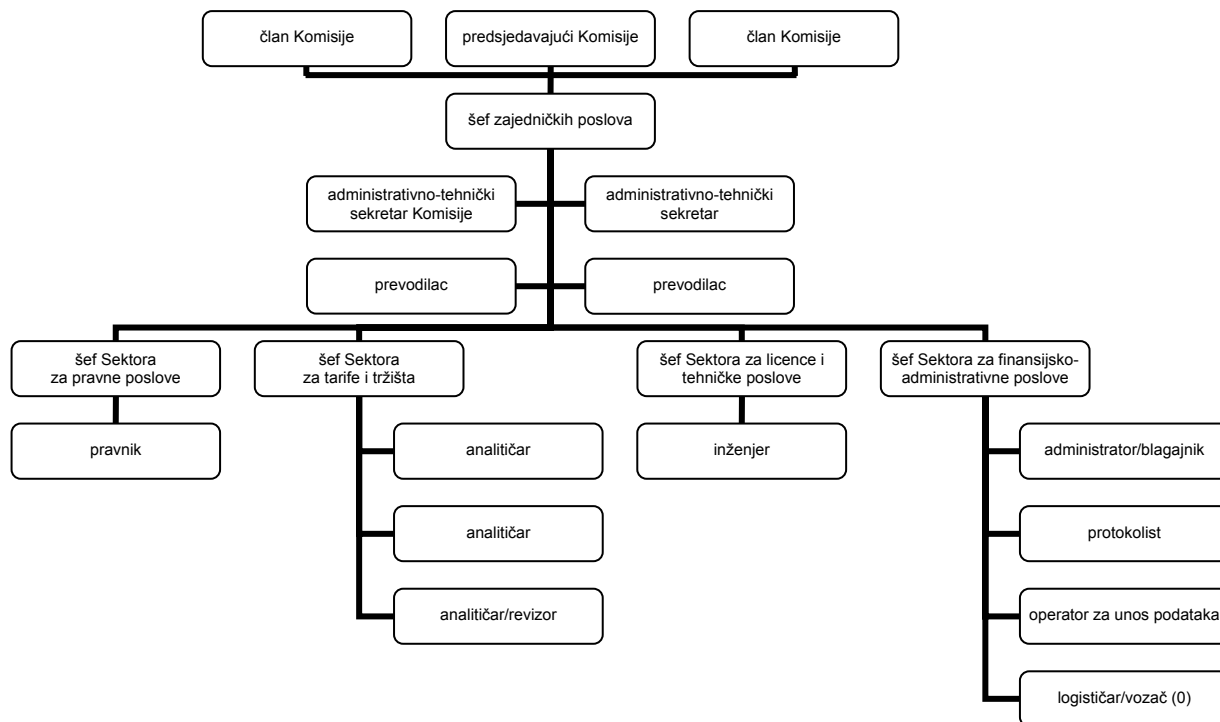 član Komisije
predsjedavajući Komisije
član Komisije
šef zajedničkih poslova
administrativno-tehnički
sekretar Komisije
administrativno-tehnički
sekretar
prevodilac
prevodilac
šef Sektora
za pravne poslove
šef Sektora
za tarife i tržišta
šef Sektora za licence i
tehničke poslove
šef Sektora za finansijsko-
administrativne poslove
pravnik
analitičar
inženjer
administrator/blagajnik
analitičar
protokolist
analitičar/revizor
operator za unos podataka
logističar/vozač (0)